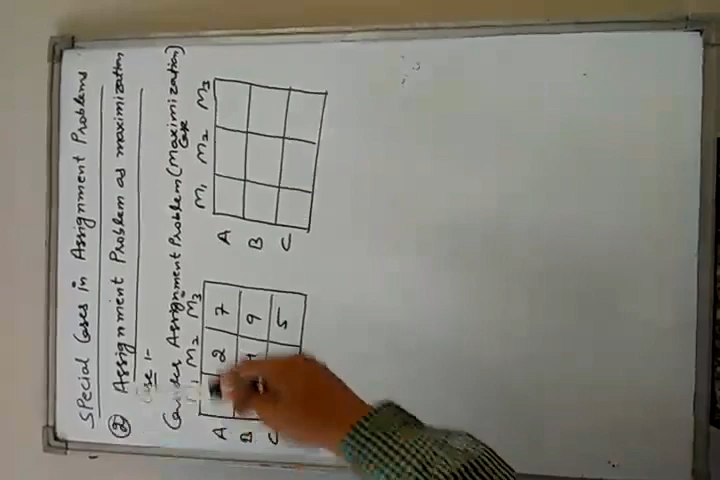 Special Cases in Assignment Problems
② Assignment Problem as maximization
Case :-
Consider Assignment Problem (Maximization Case)
M1 M2 M3
A 2 7
B 9
C 5
M1 M2 M3
A
B
C